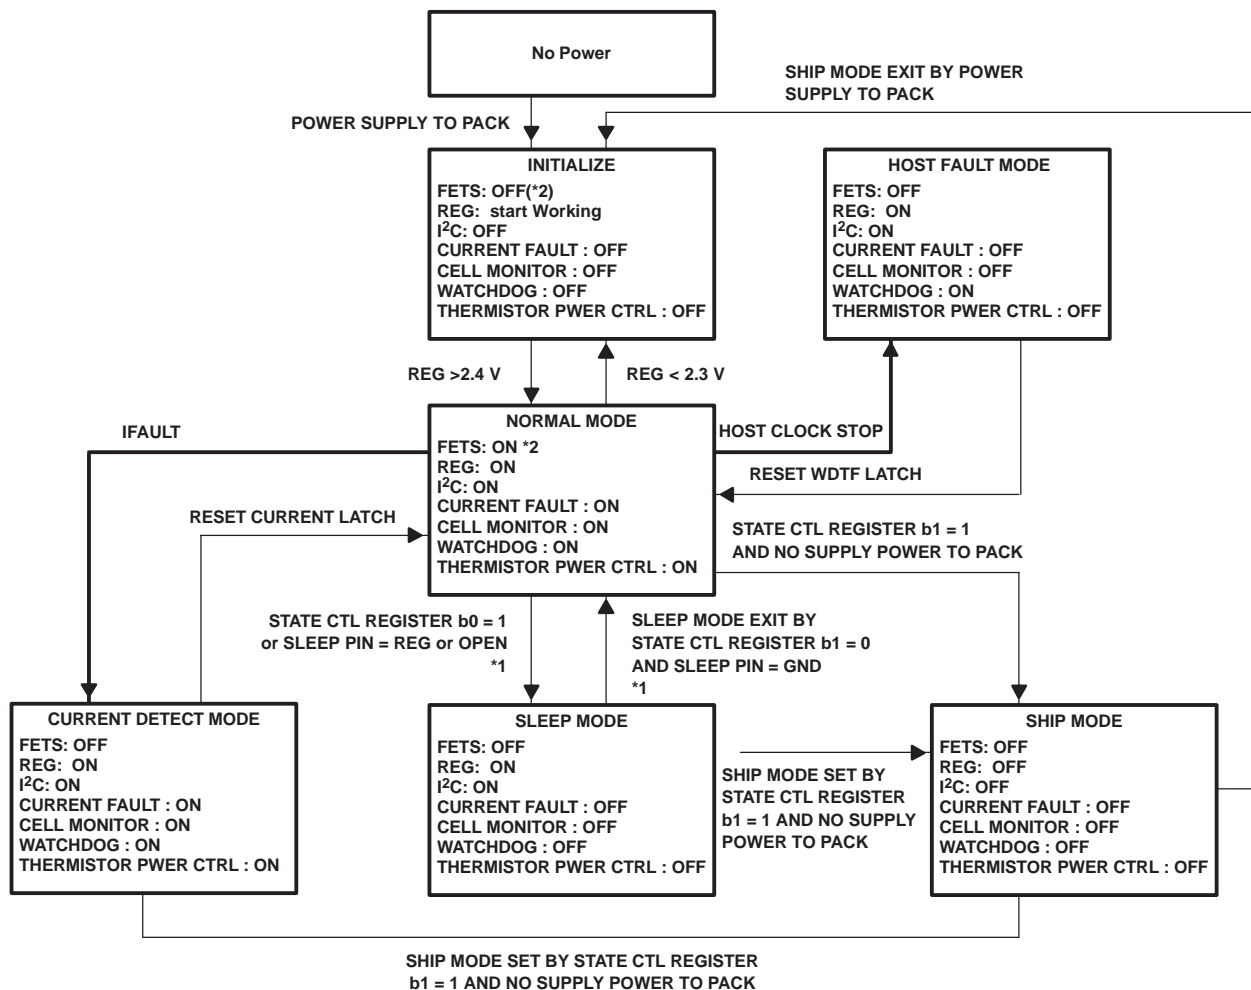 No Power
SHIP MODE EXIT BY POWER
SUPPLY TO PACK
POWER SUPPLY TO PACK
INITIALIZE
FETS: OFF(*2)
REG: start Working
I²C: OFF
CURRENT FAULT : OFF
CELL MONITOR : OFF
WATCHDOG : OFF
THERMISTOR PWER CTRL : OFF
HOST FAULT MODE
FETS: OFF
REG: ON
I²C: ON
CURRENT FAULT : OFF
CELL MONITOR : OFF
WATCHDOG : ON
THERMISTOR PWER CTRL : OFF
REG >2.4 V
REG < 2.3 V
IFAULT
NORMAL MODE
FETS: ON *2
REG: ON
I²C: ON
CURRENT FAULT : ON
CELL MONITOR : ON
WATCHDOG : ON
THERMISTOR PWER CTRL : ON
HOST CLOCK STOP
RESET WDTF LATCH
RESET CURRENT LATCH
STATE CTL REGISTER b1 = 1
AND NO SUPPLY POWER TO PACK
STATE CTL REGISTER b0 = 1
or SLEEP PIN = REG or OPEN
*1
SLEEP MODE EXIT BY
STATE CTL REGISTER b1 = 0
AND SLEEP PIN = GND
*1
CURRENT DETECT MODE
FETS: OFF
REG: ON
I²C: ON
CURRENT FAULT : ON
CELL MONITOR : ON
WATCHDOG : ON
THERMISTOR PWER CTRL : ON
SLEEP MODE
FETS: OFF
REG: ON
I²C: ON
CURRENT FAULT : OFF
CELL MONITOR : OFF
WATCHDOG : OFF
THERMISTOR PWER CTRL : OFF
SHIP MODE SET BY
STATE CTL REGISTER
b1 = 1 AND NO SUPPLY
POWER TO PACK
SHIP MODE
FETS: OFF
REG: OFF
I²C: OFF
CURRENT FAULT : OFF
CELL MONITOR : OFF
WATCHDOG : OFF
THERMISTOR PWER CTRL : OFF
SHIP MODE SET BY STATE CTL REGISTER
b1 = 1 AND NO SUPPLY POWER TO PACK